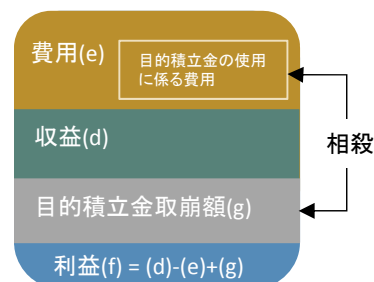 費用(e)
目的積立金の使用
に係る費用
収益(d)
相殺
目的積立金取崩額(g)
利益(f) = (d)-(e)+(g)